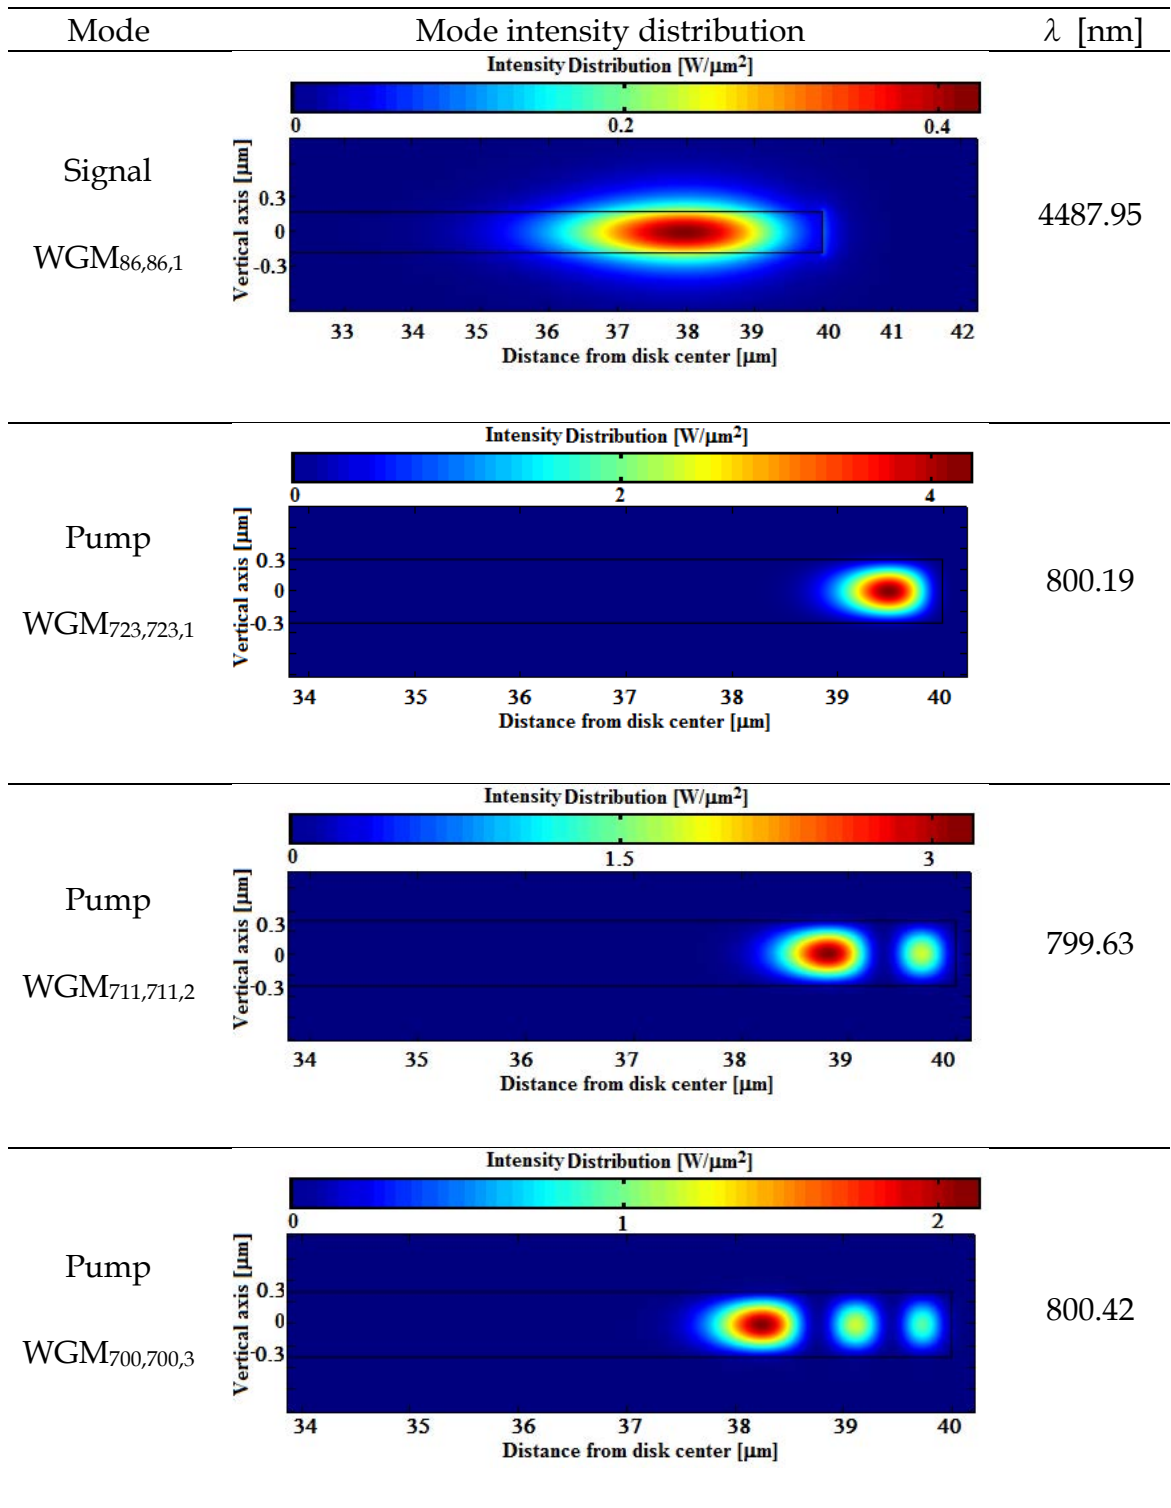 Mode Mode intensity distribution λ [nm]
Intensity Distribution [W/μm²]
0 0.2 0.4
Signal
WGM86,86,1
Vertical axis [μm]
0.3
0
-0.3
33 34 35 36 37 38 39 40 41 42
Distance from disk center [μm]
4487.95
Intensity Distribution [W/μm²]
0 2 4
Pump
WGM723,723,1
Vertical axis [μm]
0.3
0
-0.3
34 35 36 37 38 39 40
Distance from disk center [μm]
800.19
Intensity Distribution [W/μm²]
0 1.5 3
Pump
WGM711,711,2
Vertical axis [μm]
0.3
0
-0.3
34 35 36 37 38 39 40
Distance from disk center [μm]
799.63
Intensity Distribution [W/μm²]
0 1 2
Pump
WGM700,700,3
Vertical axis [μm]
0.3
0
-0.3
34 35 36 37 38 39 40
Distance from disk center [μm]
800.42